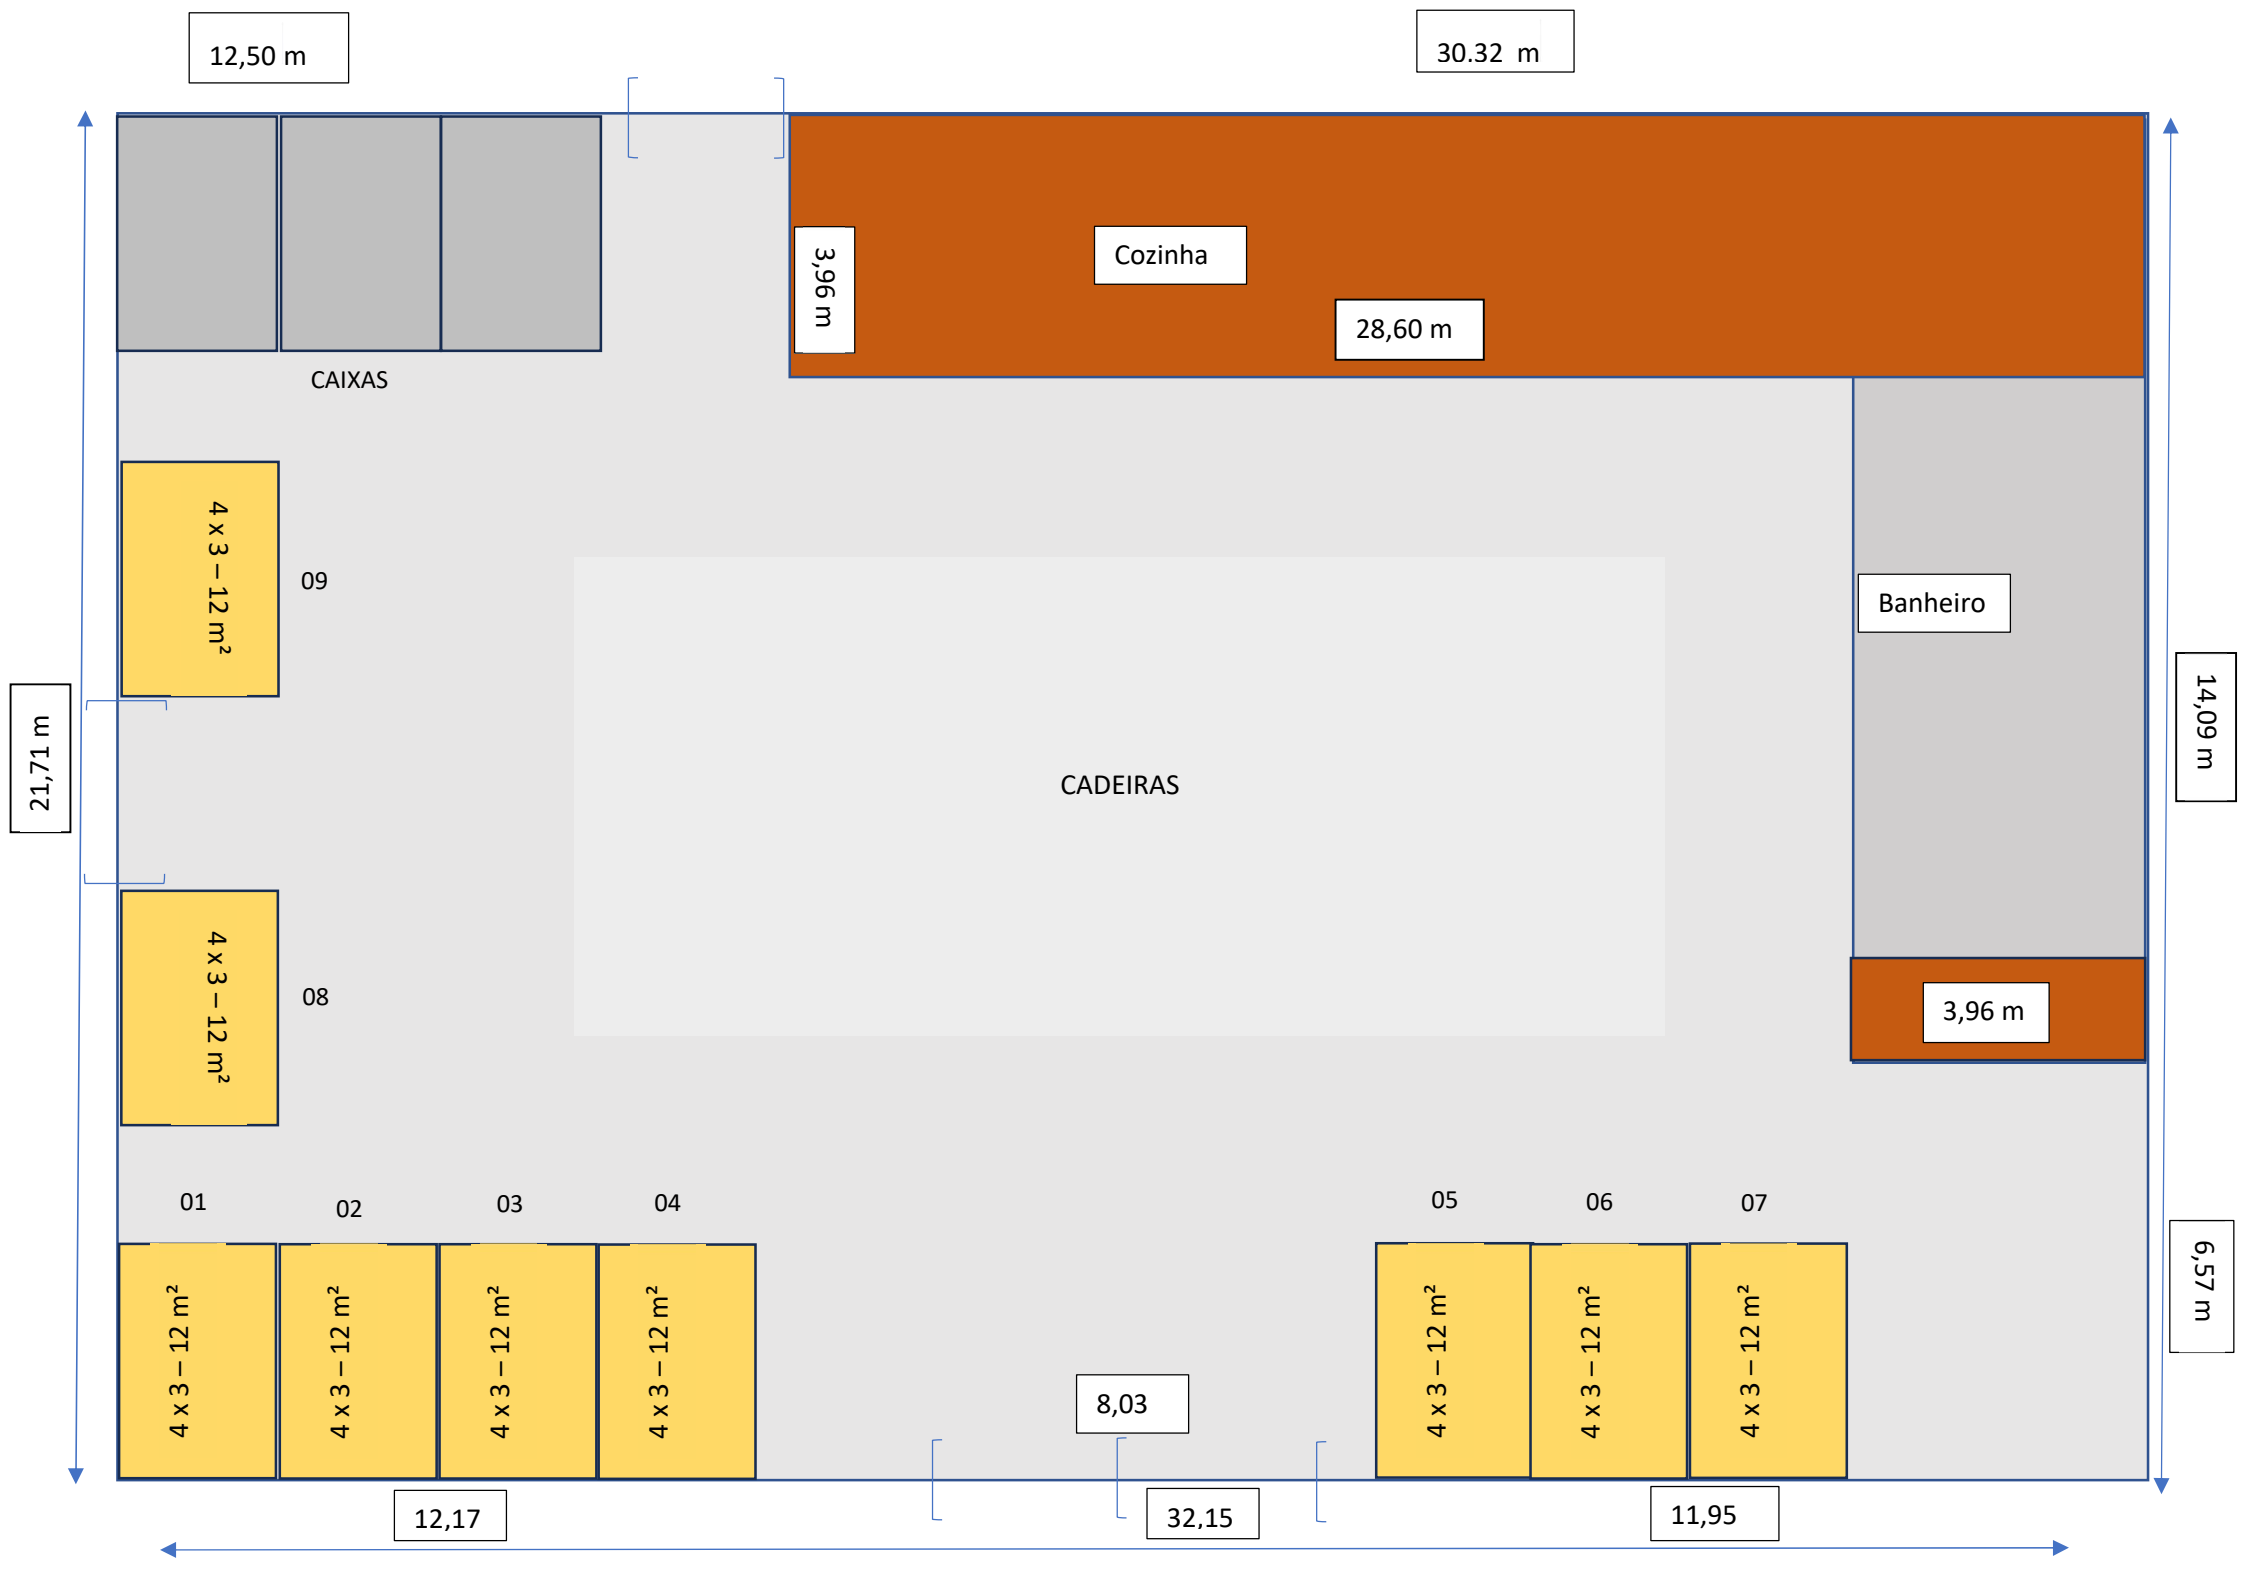 12,50 m
30.32  m
Cozinha
3,96 m
28,60 m
CAIXAS
4 x 3 – 12 m²
09
Banheiro
21,71 m
14,09 m
CADEIRAS
4 x 3 – 12 m²
08
3,96 m
01
02
03
04
05
06
07
4 x 3 – 12 m²
4 x 3 – 12 m²
4 x 3 – 12 m²
4 x 3 – 12 m²
4 x 3 – 12 m²
4 x 3 – 12 m²
4 x 3 – 12 m²
6,57 m
8,03
12,17
32,15
11,95